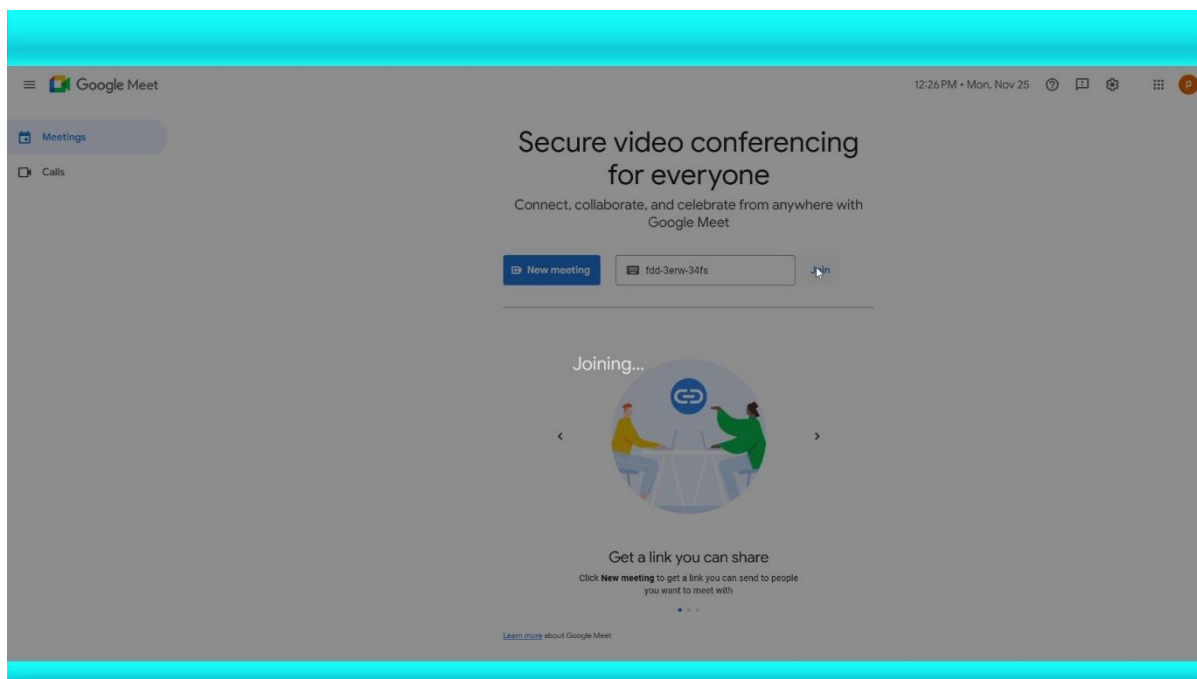 Google Meet
12:26 PM • Mon, Nov 25
P
Meetings
Calls
Secure video conferencing
for everyone
Connect, collaborate, and celebrate from anywhere with
Google Meet
New meeting
fdd-3erw-34fs
Join
Joining...
Get a link you can share
Click New meeting to get a link you can send to people
you want to meet with
Learn more about Google Meet